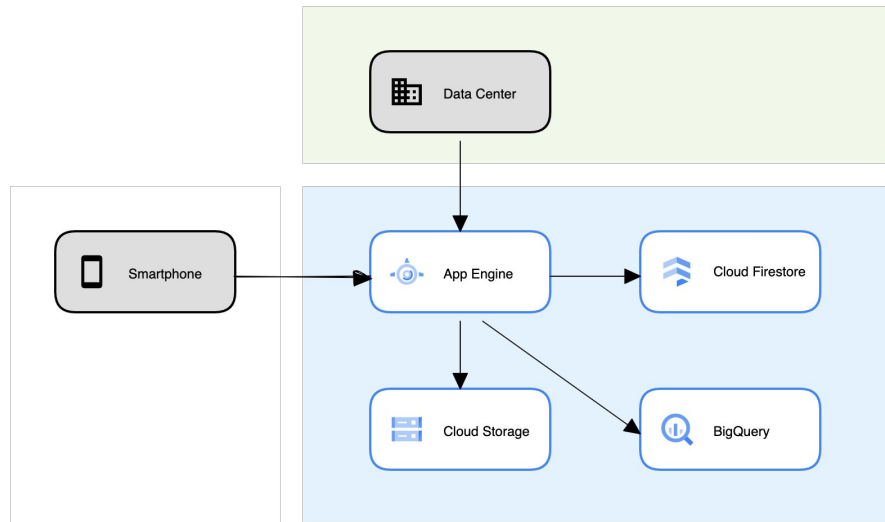 Data Center
Smartphone
App Engine
Cloud Firestore
Cloud Storage
BigQuery